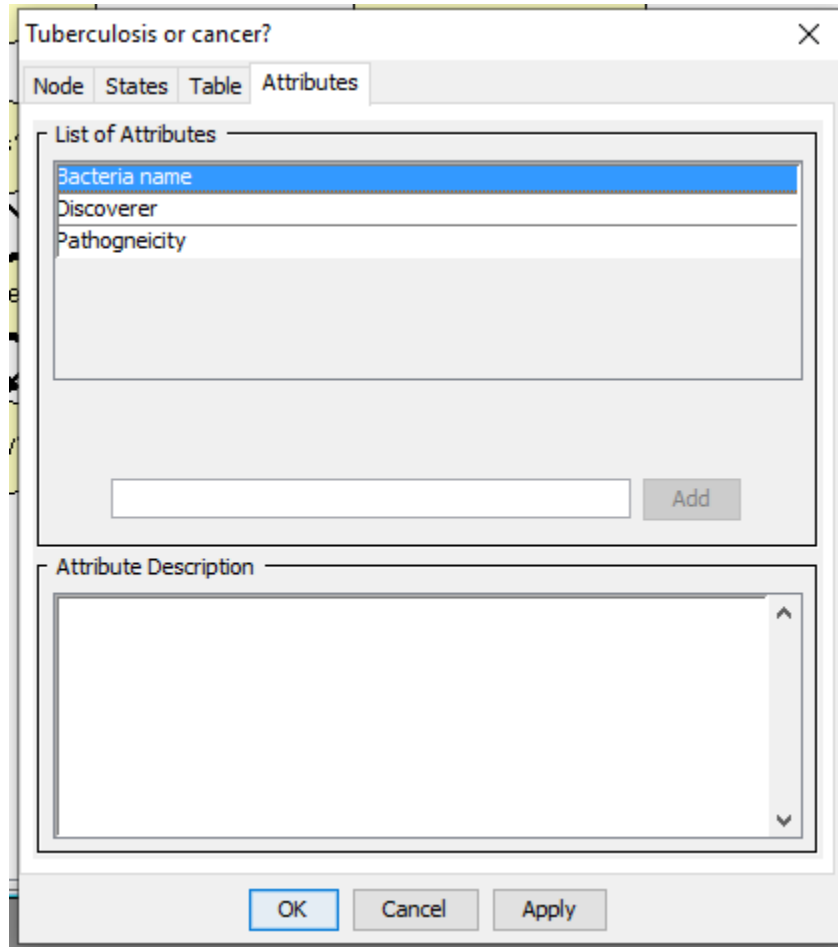 Tuberculosis or cancer?
Node States Table Attributes
List of Attributes
Bacteria name
Discoverer
Pathogneicity
Add
Attribute Description
OK Cancel Apply